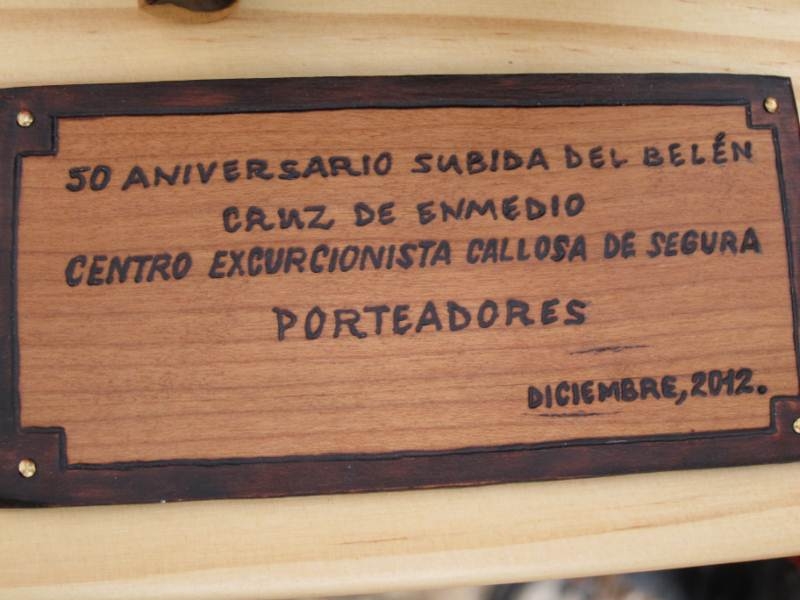 50 ANIVERSARIO SUBIDA DEL BELÉN
CRUZ DE ENMEDIO
CENTRO EXCURCIONISTA CALLOSA DE SEGURA
PORTEADORES
DICIEMBRE, 2012.